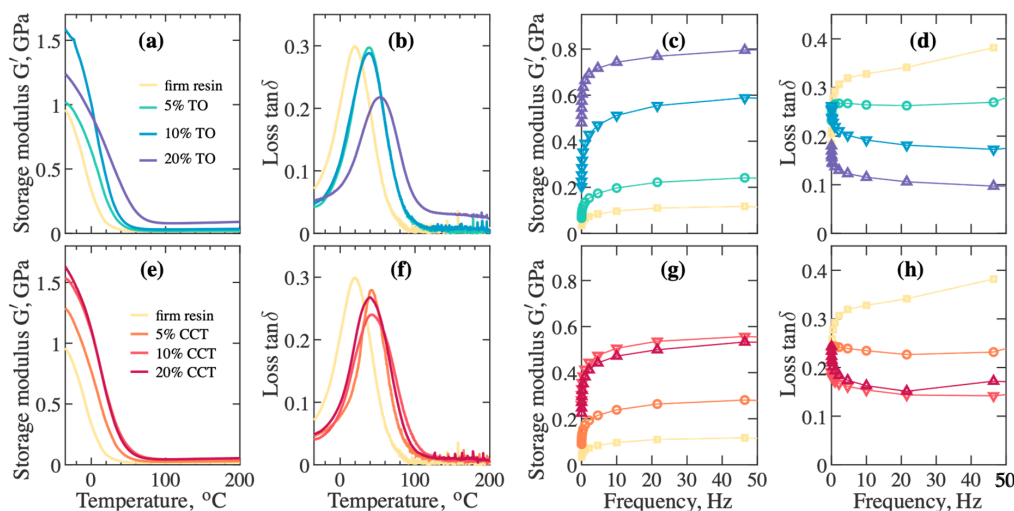 Storage modulus G′, GPa
1.5
1
0.5
0
(a)
firm resin
5% TO
10% TO
20% TO
Loss tanδ
0.3
0.2
0.1
0
(b)
Storage modulus G′, GPa
0.8
0.6
0.4
0.2
0
(c)
Loss tanδ
0.4
0.3
0.2
0.1
0
(d)
Storage modulus G′, GPa
1.5
1
0.5
0
(e)
firm resin
5% CCT
10% CCT
20% CCT
0 100 200
Temperature, °C
Loss tanδ
0.3
0.2
0.1
0
(f)
0 100 200
Temperature, °C
Storage modulus G′, GPa
0.8
0.6
0.4
0.2
0
(g)
0 10 20 30 40 50
Frequency, Hz
Loss tanδ
0.4
0.3
0.2
0.1
0
(h)
0 10 20 30 40 50
Frequency, Hz